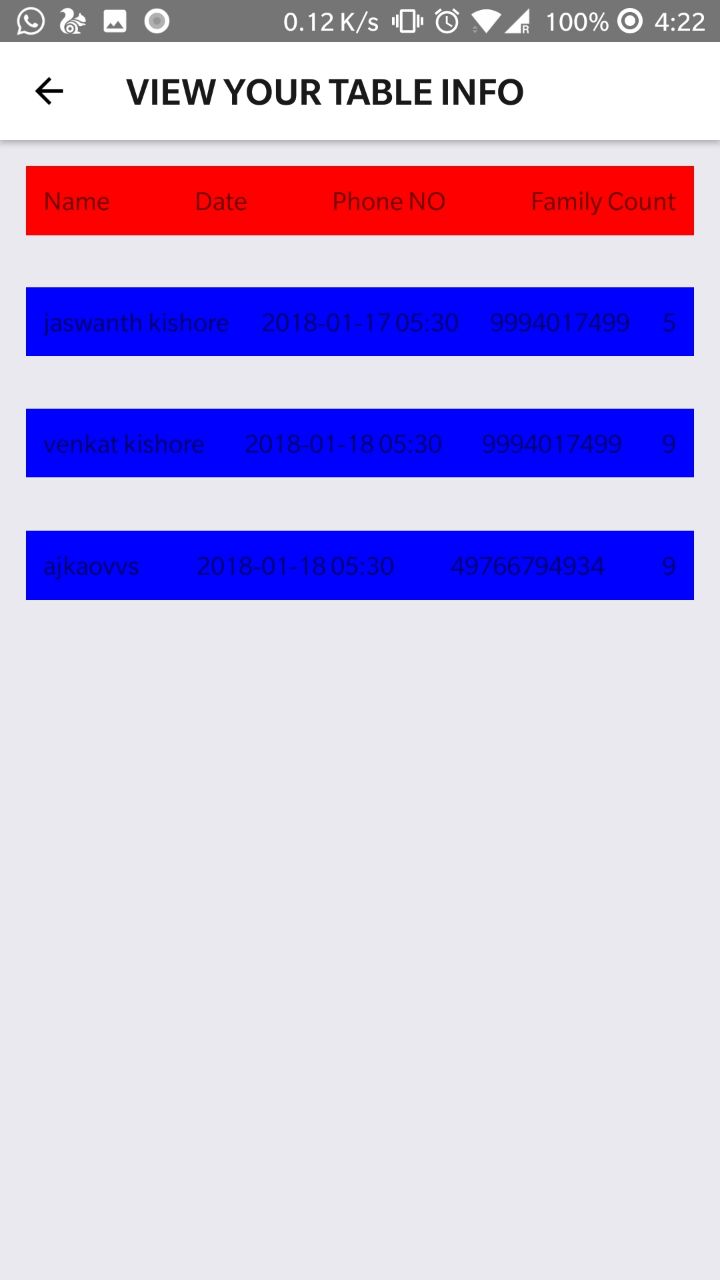 0.12 K/s R 100% 4:22
VIEW YOUR TABLE INFO
Name Date Phone NO Family Count
jaswanth kishore 2018-01-17 05:30 9994017499 5
venkat kishore 2018-01-18 05:30 9994017499 9
ajkaovvs 2018-01-18 05:30 49766794934 9